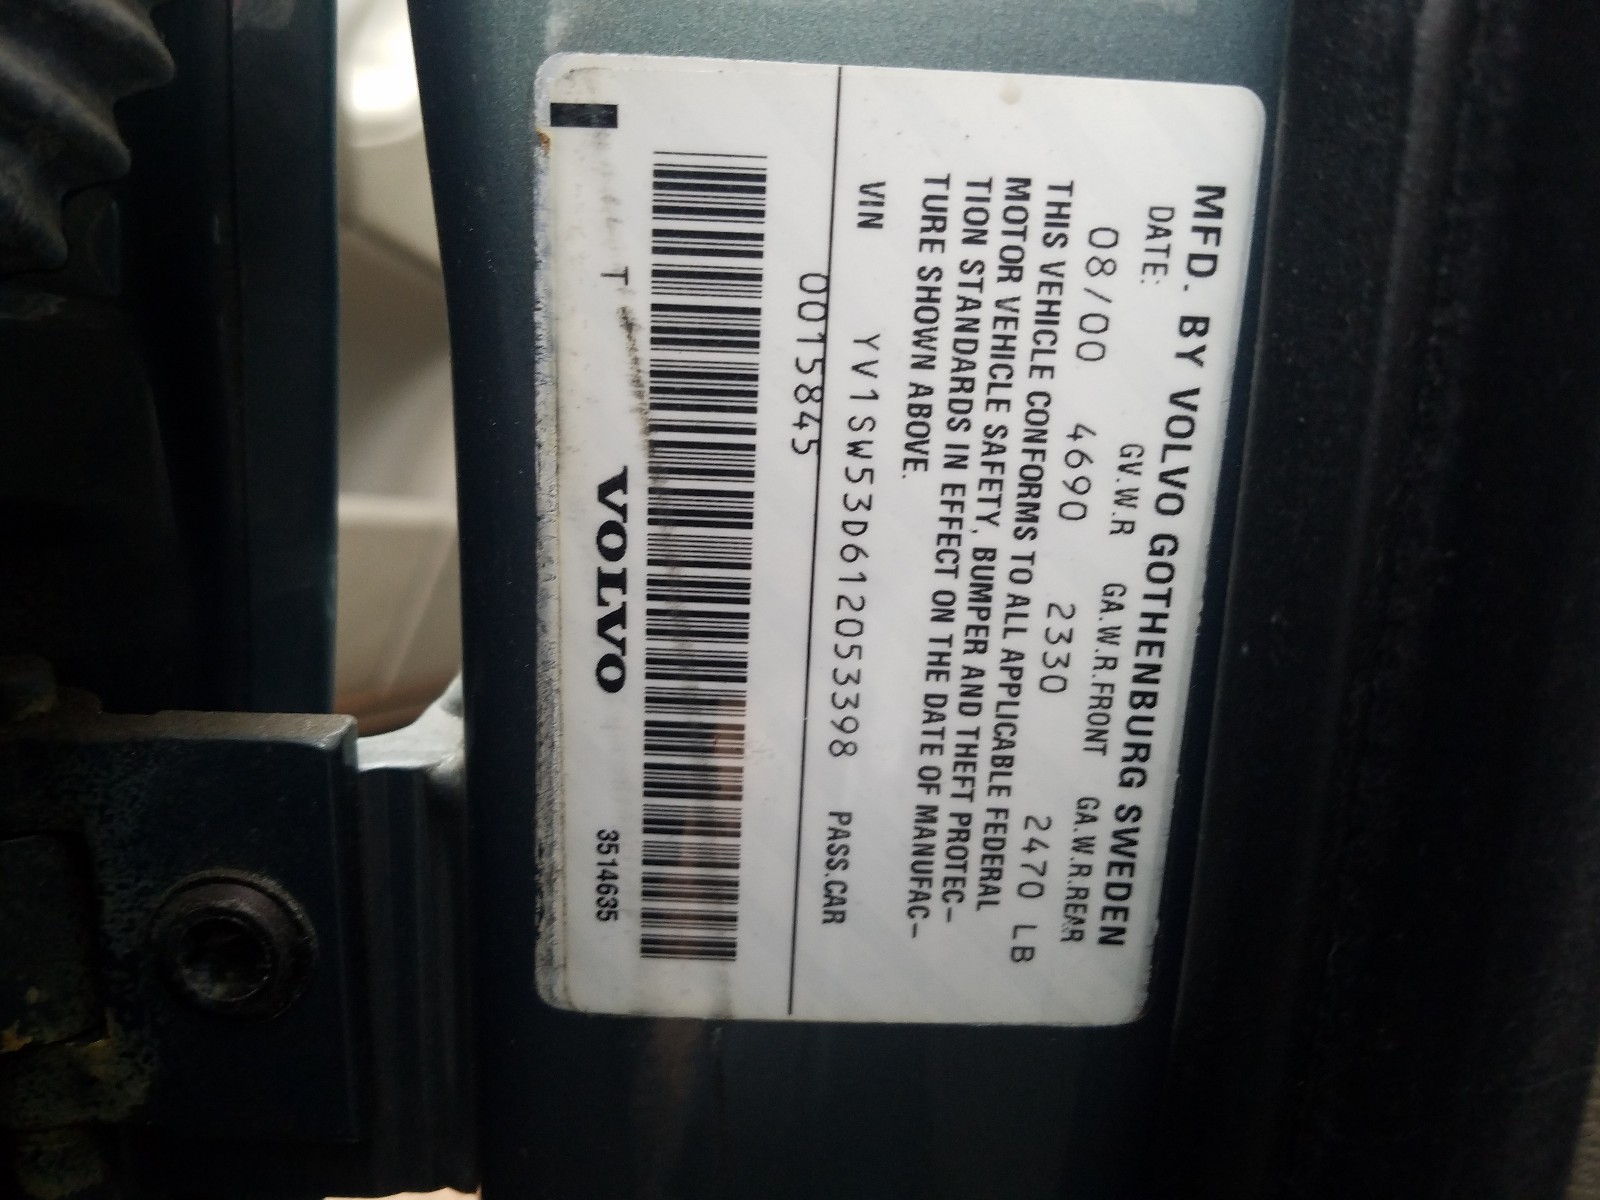 MFD. BY VOLVO GOTHENBURG SWEDEN
DATE: GV.W.R GA.W.R.FRONT GA.W.R.REAR
08/00 4690 2330 2470 LB
THIS VEHICLE CONFORMS TO ALL APPLICABLE FEDERAL
MOTOR VEHICLE SAFETY, BUMPER AND THEFT PROTEC-
TION STANDARDS IN EFFECT ON THE DATE OF MANUFAC-
TURE SHOWN ABOVE.
VIN YV1SW53D612053398 PASS.CAR
0015845
T VOLVO 3514635